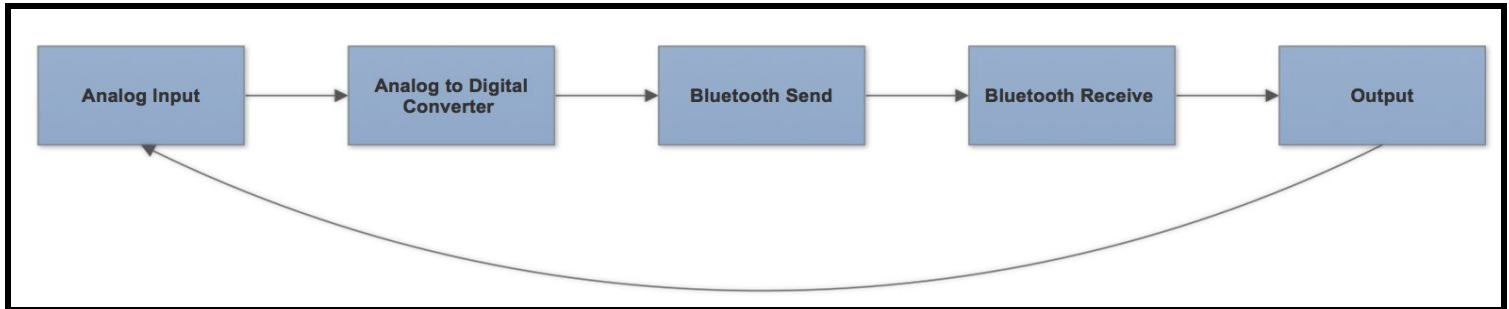 Analog Input
Analog to Digital
Converter
Bluetooth Send
Bluetooth Receive
Output